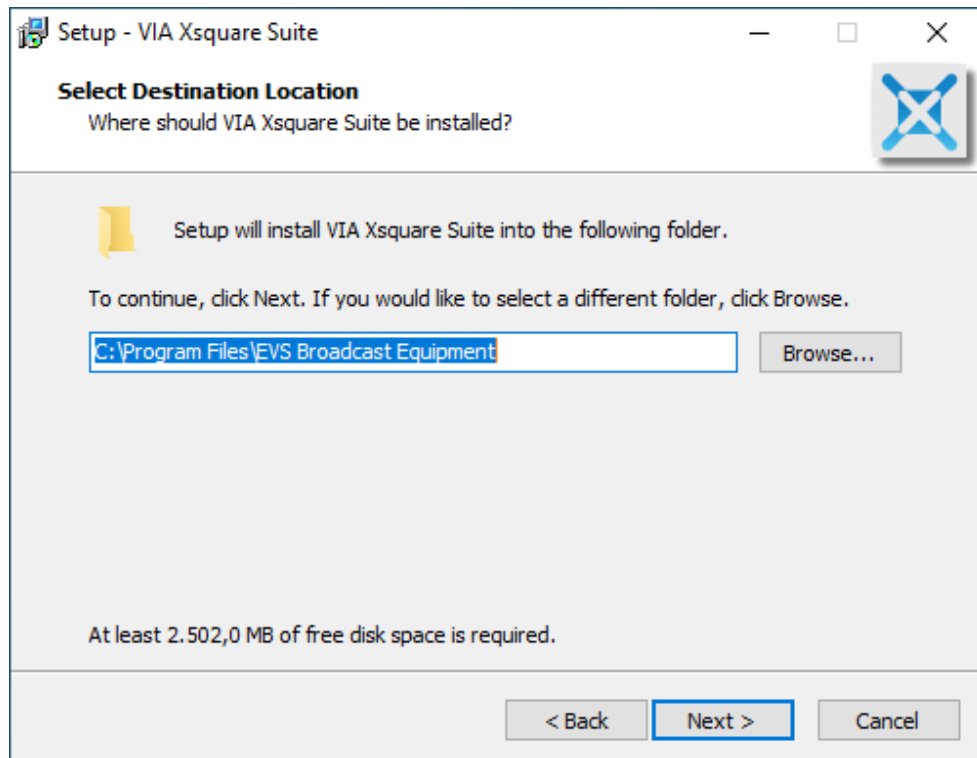 Setup - VIA Xsquare Suite
Select Destination Location
Where should VIA Xsquare Suite be installed?
Setup will install VIA Xsquare Suite into the following folder.
To continue, click Next. If you would like to select a different folder, click Browse.
C:\Program Files\EVS Broadcast Equipment
Browse...
At least 2.502,0 MB of free disk space is required.
< Back
Next >
Cancel